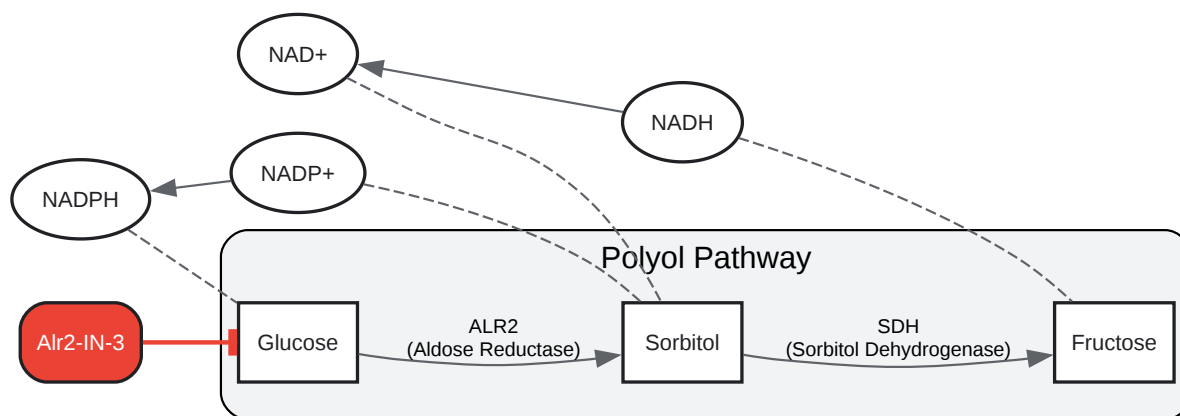 NAD+
NADH
NADP+
NADPH
Polyol Pathway
Alr2-IN-3
Glucose
ALR2
(Aldose Reductase)
Sorbitol
SDH
(Sorbitol Dehydrogenase)
Fructose